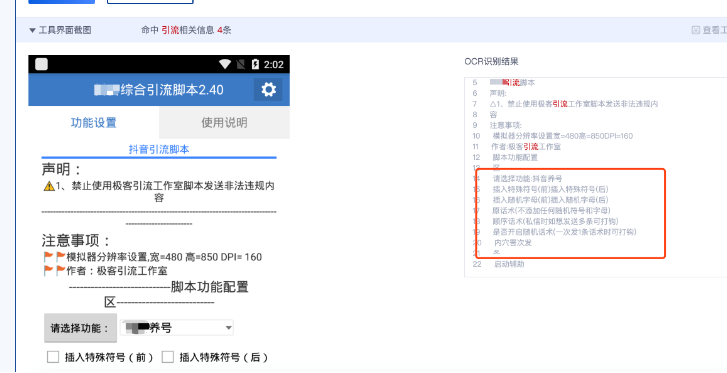 ▼工具界面截图
命中 引流相关信息 4条
查看工
2:02
综合引流脚本2.40
功能设置
使用说明
抖音引流脚本
声明：
1、禁止使用极客引流工作室脚本发送非法违规内
容
注意事项：
模拟器分辨率设置,宽=480 高=850 DPI= 160
作者：极客引流工作室
脚本功能配置
区
请选择功能：
养号
插入特殊符号（前）
插入特殊符号（后）
OCR识别结果
5 引流脚本
6 声明:
7 △1、禁止使用极客引流工作室脚本发送非法违规内
8 容
9 注意事项:
10 模拟器分辨率设置宽=480高=850DPI=160
11 作者:极客引流工作室
12 脚本功能配置
13 区
14 请选择功能:抖音养号
15 插入特殊符号(前)插入特殊符号(后)
16 插入随机字母(前)插入随机字母(后)
17 原话术(不添加任何随机符号和字母)
18 顺序话术(私信时如想发送多条可打钩)
19 是否开启随机话术(一次发1条话术时可打钩)
20
21
22 启动辅助